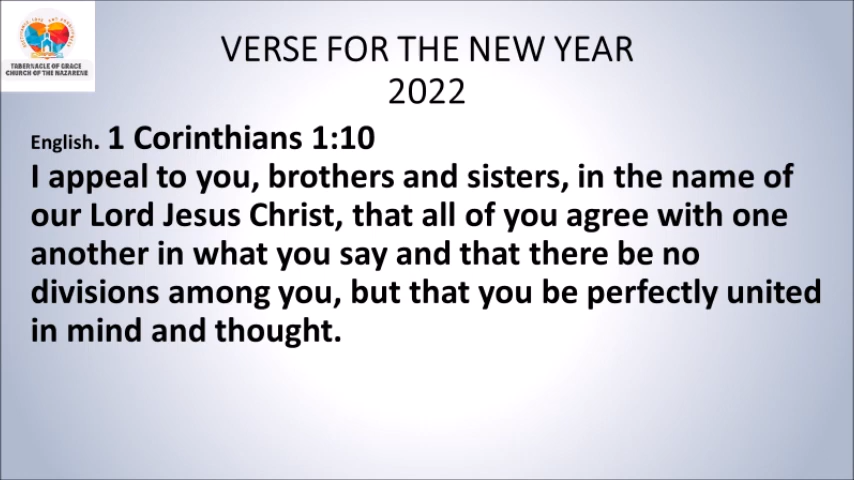 TABERNACLE OF GRACE
CHURCH OF THE NAZARENE
VERSE FOR THE NEW YEAR
2022
English. 1 Corinthians 1:10
I appeal to you, brothers and sisters, in the name of
our Lord Jesus Christ, that all of you agree with one
another in what you say and that there be no
divisions among you, but that you be perfectly united
in mind and thought.